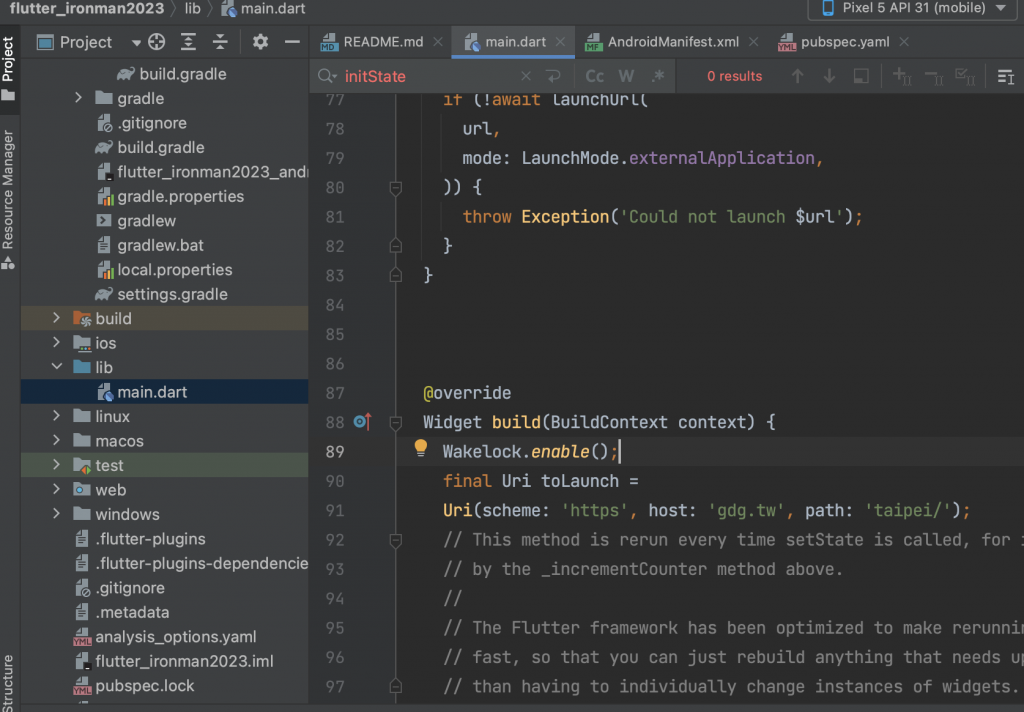 flutter_ironman2023 lib main.dart Pixel 5 API 31 (mobile)
Project
Resource Manager
Structure
Project
README.md main.dart AndroidManifest.xml pubspec.yaml
initState Cc W .* 0 results
build.gradle
gradle
.gitignore
build.gradle
flutter_ironman2023_and
gradle.properties
gradlew
gradlew.bat
local.properties
settings.gradle
build
ios
lib
main.dart
linux
macos
test
web
windows
.flutter-plugins
.flutter-plugins-dependencie
.gitignore
.metadata
analysis_options.yaml
flutter_ironman2023.iml
pubspec.lock
77 if (!await launchUrl(
78 url,
79 mode: LaunchMode.externalApplication,
80 )) {
81 throw Exception('Could not launch $url');
82 }
83 }
84
85
86
87 @override
88 Widget build(BuildContext context) {
89 Wakelock.enable();
90 final Uri toLaunch =
91 Uri(scheme: 'https', host: 'gdg.tw', path: 'taipei/');
92 // This method is rerun every time setState is called, for i
93 // by the _incrementCounter method above.
94 //
95 // The Flutter framework has been optimized to make rerunnin
96 // fast, so that you can just rebuild anything that needs up
97 // than having to individually change instances of widgets.